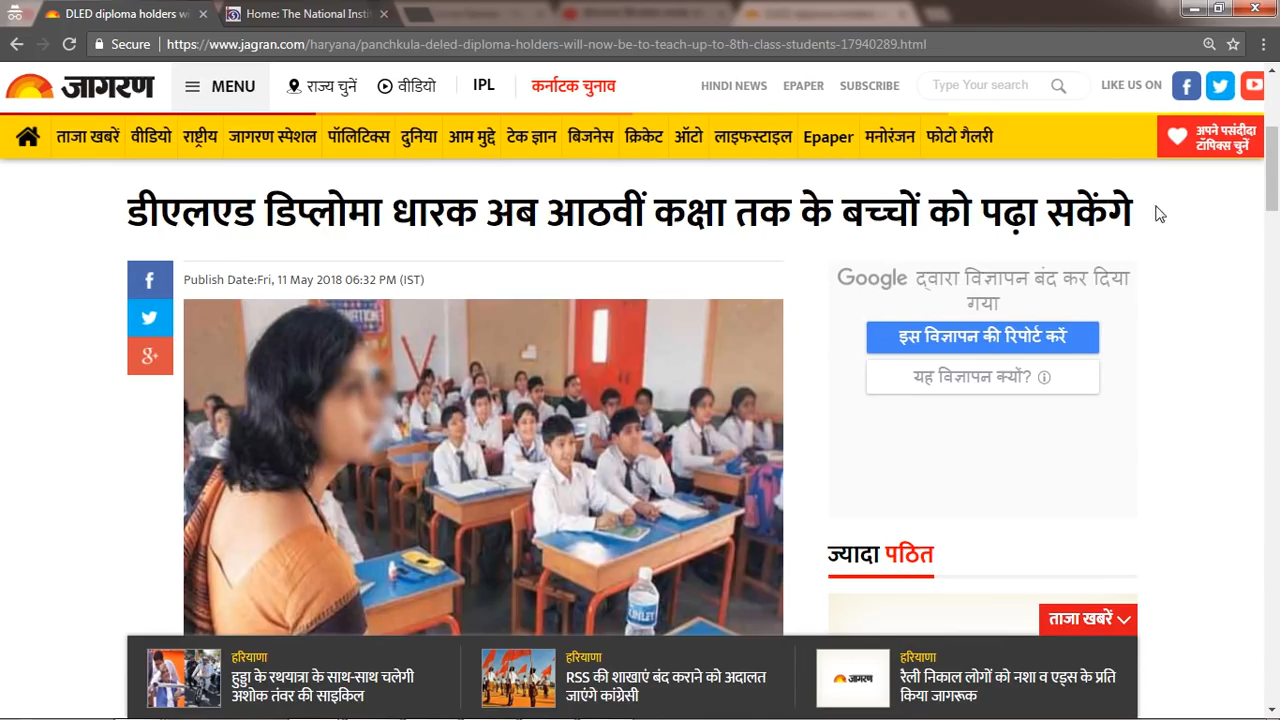 DLED diploma holders wi
Home: The National Insti
Secure
https://www.jagran.com/haryana/panchkula-deled-diploma-holders-will-now-be-to-teach-up-to-8th-class-students-17940289.html
जागरण
MENU
राज्य चुनें
वीडियो
IPL
कर्नाटक चुनाव
HINDI NEWS
EPAPER
SUBSCRIBE
Type Your search
LIKE US ON
ताजा खबरें
वीडियो
राष्ट्रीय
जागरण स्पेशल
पॉलिटिक्स
दुनिया
आम मुद्दे
टेक ज्ञान
बिजनेस
क्रिकेट
ऑटो
लाइफस्टाइल
Epaper
मनोरंजन
फोटो गैलरी
अपने पसंदीदा
टॉपिक्स चुनें
डीएलएड डिप्लोमा धारक अब आठवीं कक्षा तक के बच्चों को पढ़ा सकेंगे
Publish Date:Fri, 11 May 2018 06:32 PM (IST)
Google द्वारा विज्ञापन बंद कर दिया
गया
इस विज्ञापन की रिपोर्ट करें
यह विज्ञापन क्यों?
KINLEY
ज्यादा पठित
ताजा खबरें
हरियाणा
हुड्डा के रथयात्रा के साथ-साथ चलेगी
अशोक तंवर की साइकिल
हरियाणा
RSS की शाखाएं बंद कराने को अदालत
जाएंगे कांग्रेसी
जागरण
हरियाणा
रैली निकाल लोगों को नशा व एड्स के प्रति
किया जागरूक